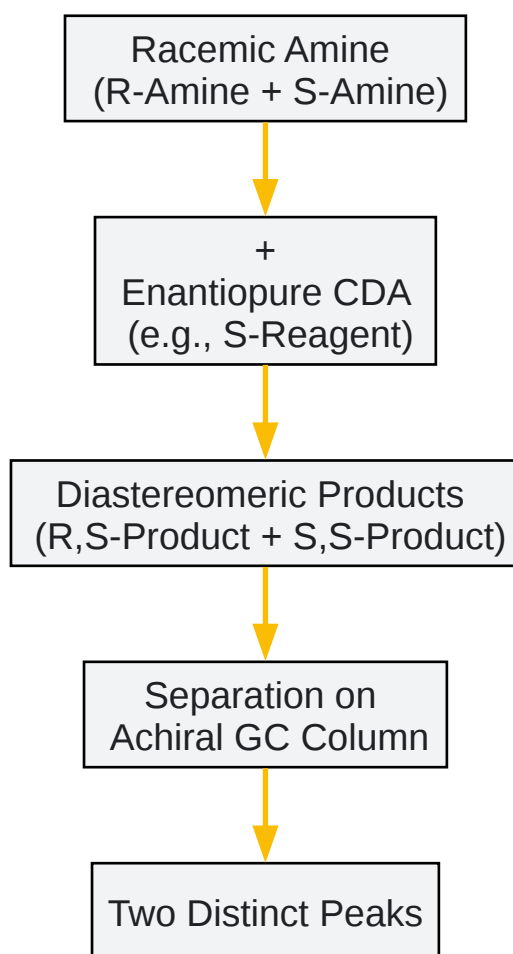 Racemic Amine
(R-Amine + S-Amine)
+
Enantiopure CDA
(e.g., S-Reagent)
Diastereomeric Products
(R,S-Product + S,S-Product)
Separation on
Achiral GC Column
Two Distinct Peaks